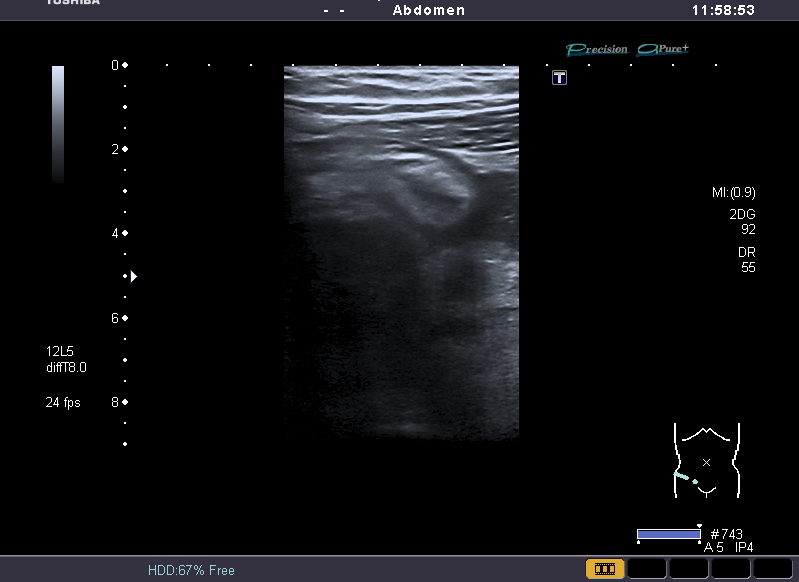 TOSHIBA
- - Abdomen 11:58:53
Precision APure+
T
0
2
4
6
8
MI:(0.9)
2DG
92
DR
55
12L5
diffT8.0
24 fps
#743
A 5 IP4
HDD:67% Free